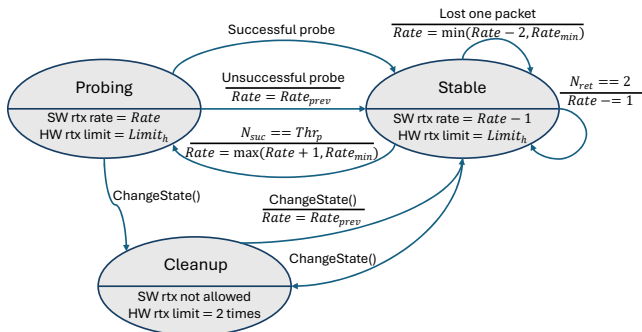 Lost one packet
Rate = min(Rate − 2, Rate_min)
Successful probe
Probing
Unsuccessful probe
Rate = Rate_prev
Stable
N_ret == 2
Rate −= 1
SW rtx rate = Rate
HW rtx limit = Limit_h
SW rtx rate = Rate − 1
HW rtx limit = Limit_h
N_suc == Thr_p
Rate = max(Rate + 1, Rate_min)
ChangeState()
ChangeState()
Rate = Rate_prev
ChangeState()
Cleanup
SW rtx not allowed
HW rtx limit = 2 times